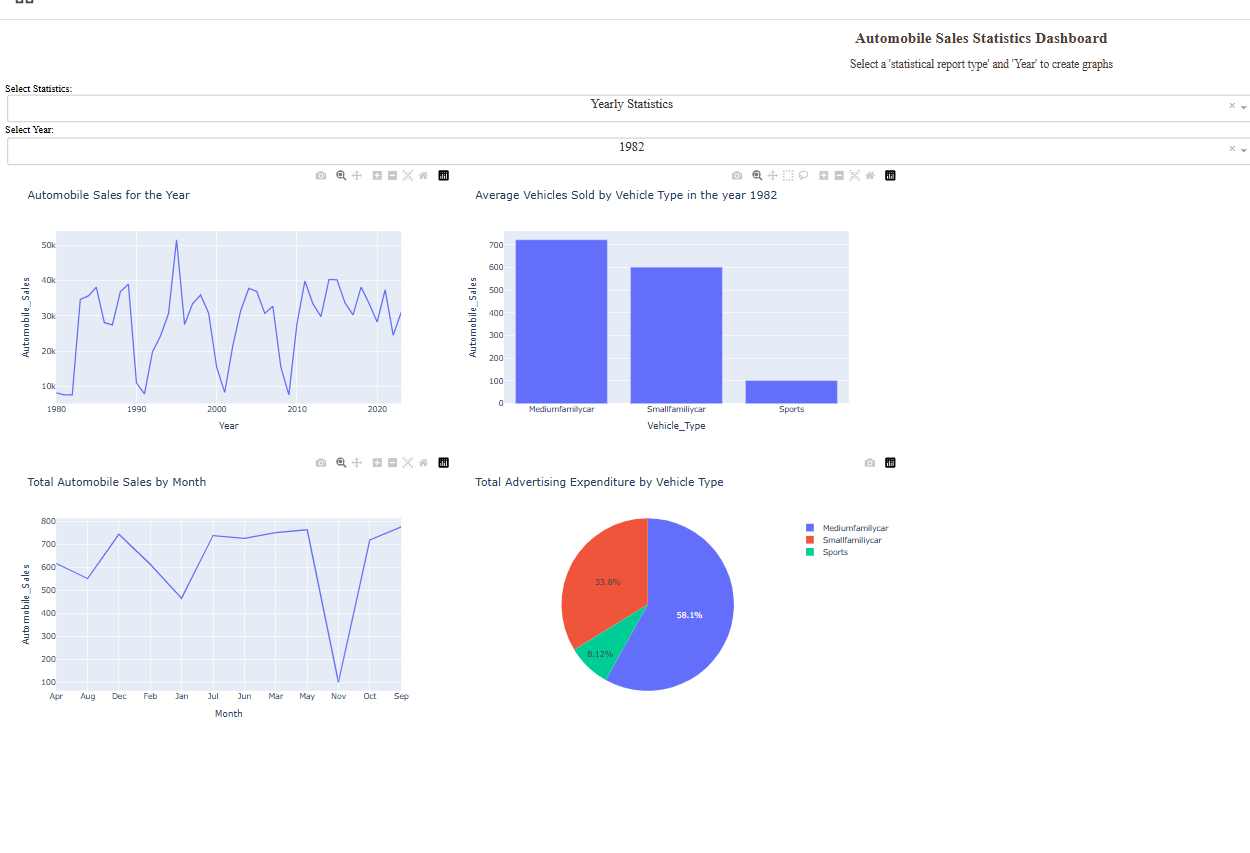 Automobile Sales Statistics Dashboard
Select a 'statistical report type' and 'Year' to create graphs
Select Statistics:
Yearly Statistics
×
Select Year:
1982
×
Automobile Sales for the Year
50k
40k
30k
20k
10k
Automobile_Sales
1980 1990 2000 2010 2020
Year
Average Vehicles Sold by Vehicle Type in the year 1982
700
600
500
400
300
200
100
0
Automobile_Sales
Mediumfamilycar Smallfamiliycar Sports
Vehicle_Type
Total Automobile Sales by Month
800
700
600
500
400
300
200
100
Automobile_Sales
Apr Aug Dec Feb Jan Jul Jun Mar May Nov Oct Sep
Month
Total Advertising Expenditure by Vehicle Type
33.8%
58.1%
8.12%
Mediumfamilycar
Smallfamiliycar
Sports